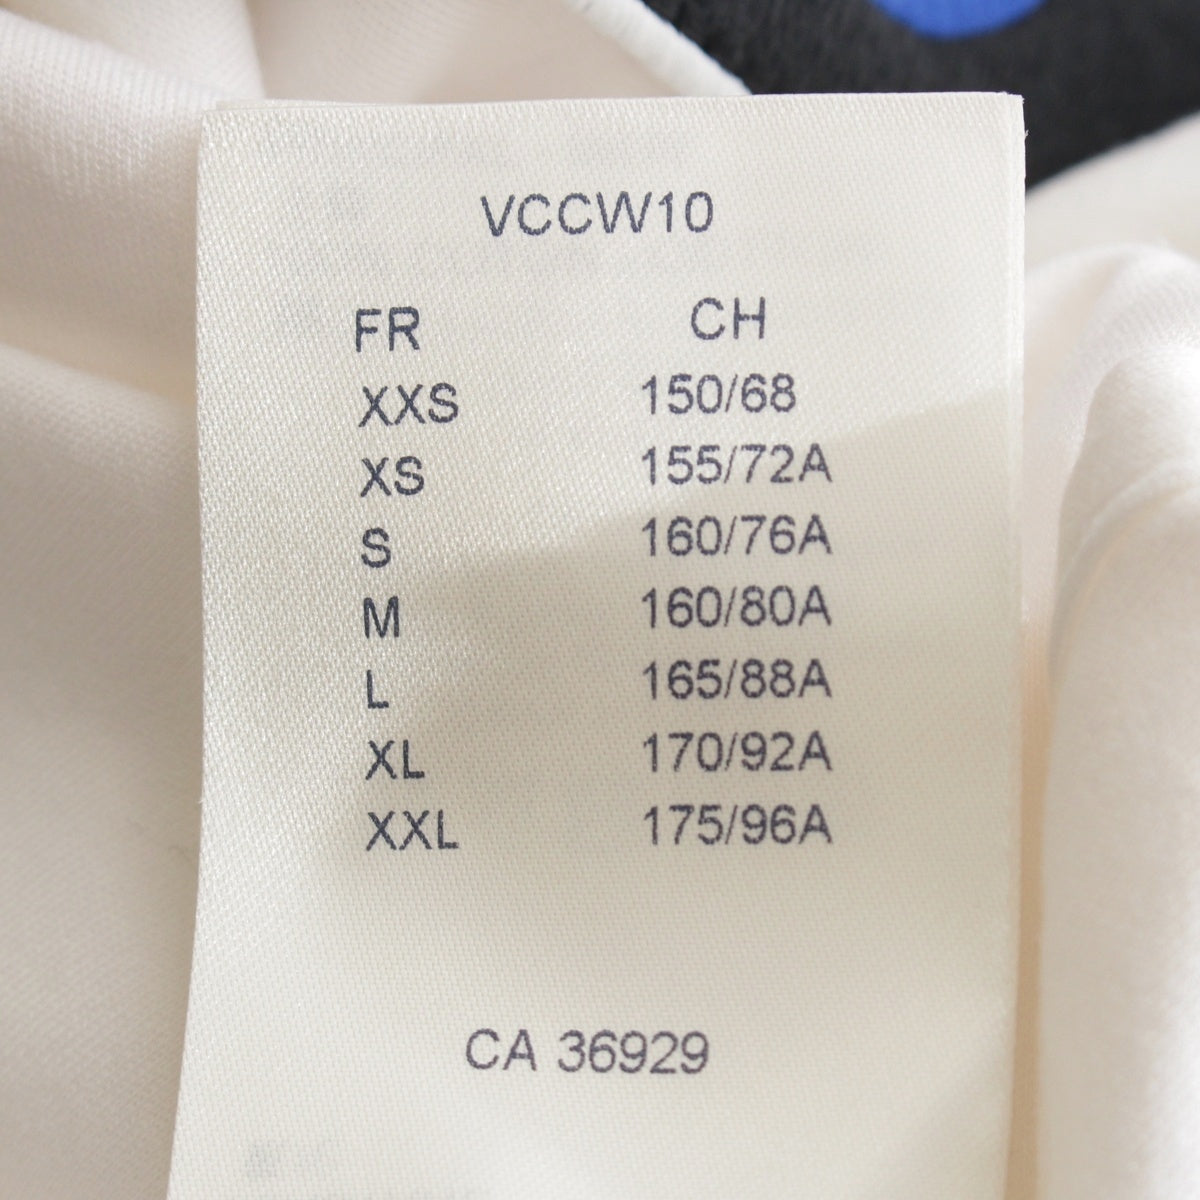 VCCW10
FR CH
XXS 150/68
XS 155/72A
S 160/76A
M 160/80A
L 165/88A
XL 170/92A
XXL 175/96A
CA 36929